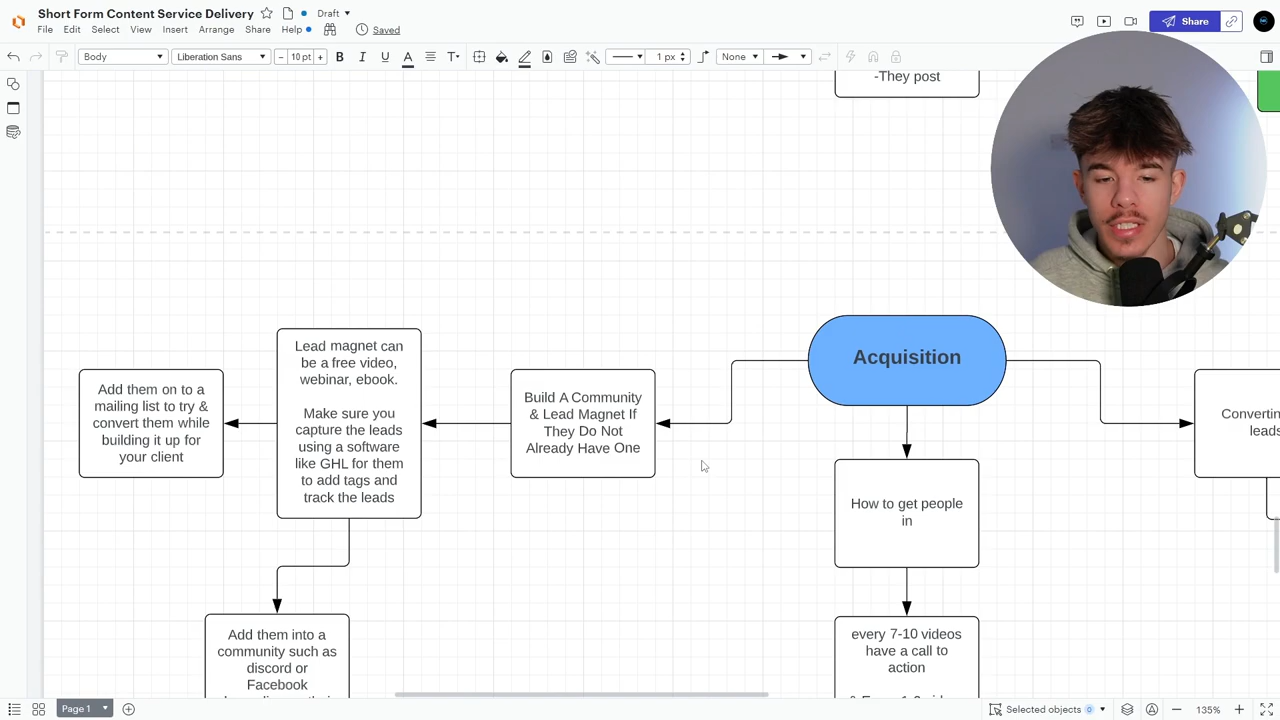 Short Form Content Service Delivery
Draft
File Edit Select View Insert Arrange Share Help
Saved
Share
Body
Liberation Sans
10 pt
B I U A T
1 px
None
-They post
Acquisition
Lead magnet can
be a free video,
webinar, ebook.
Make sure you
capture the leads
using a software
like GHL for them
to add tags and
track the leads
Add them on to a
mailing list to try &
convert them while
building it up for
your client
Build A Community
& Lead Magnet If
They Do Not
Already Have One
Converting
leads
How to get people
in
Add them into a
community such as
discord or
Facebook
every 7-10 videos
have a call to
action
Page 1
Selected objects 0
135%